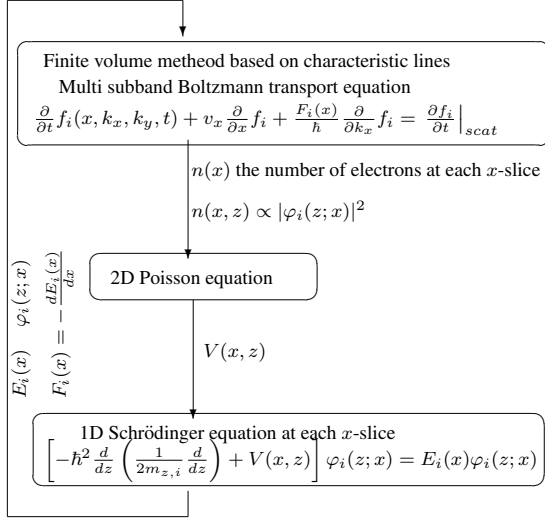 Finite volume metheod based on characteristic lines
Multi subband Boltzmann transport equation
∂/∂t f_i(x, k_x, k_y, t) + v_x ∂/∂x f_i + F_i(x)/ħ ∂/∂k_x f_i = ∂f_i/∂t |_scat
n(x) the number of electrons at each x-slice
n(x, z) ∝ |φ_i(z; x)|^2
E_i(x) φ_i(z; x)
F_i(x) = − dE_i(x)/dx
2D Poisson equation
V(x, z)
1D Schrödinger equation at each x-slice
[−ħ^2 d/dz (1/2m_{z,i} d/dz) + V(x, z)] φ_i(z; x) = E_i(x)φ_i(z; x)